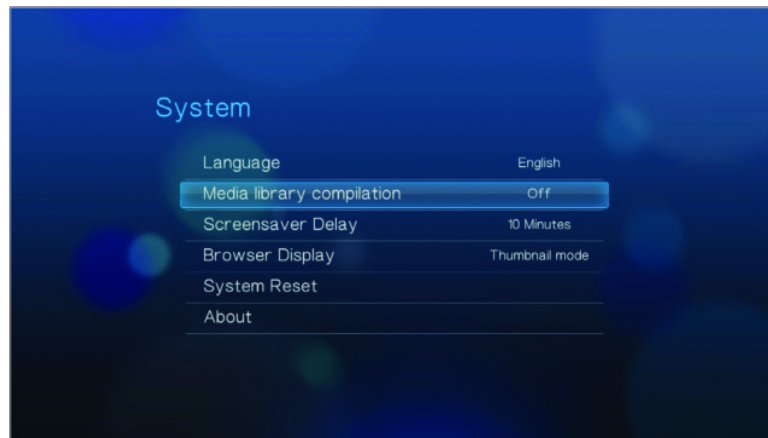 System
Language English
Media library compilation Off
Screensaver Delay 10 Minutes
Browser Display Thumbnail mode
System Reset
About